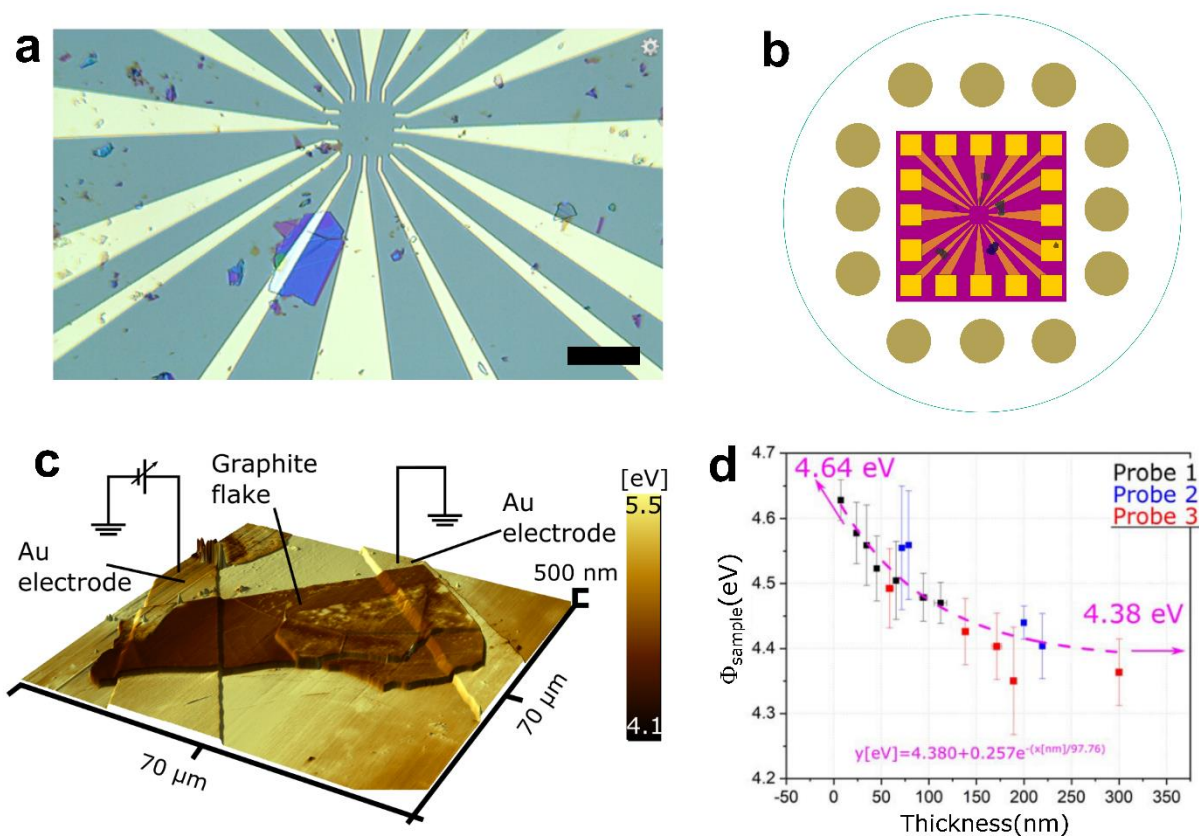 a
b
c
Graphite
flake
Au
electrode
Au
electrode
[eV]
5.5
4.1
500 nm
70 µm
70 µm
d
4.7
4.6
4.5
4.4
4.3
4.2
Φsample(eV)
4.64 eV
4.38 eV
Probe 1
Probe 2
Probe 3
y[eV]=4.380+0.257e-(x[nm]/97.76)
-50 0 50 100 150 200 250 300 350
Thickness(nm)